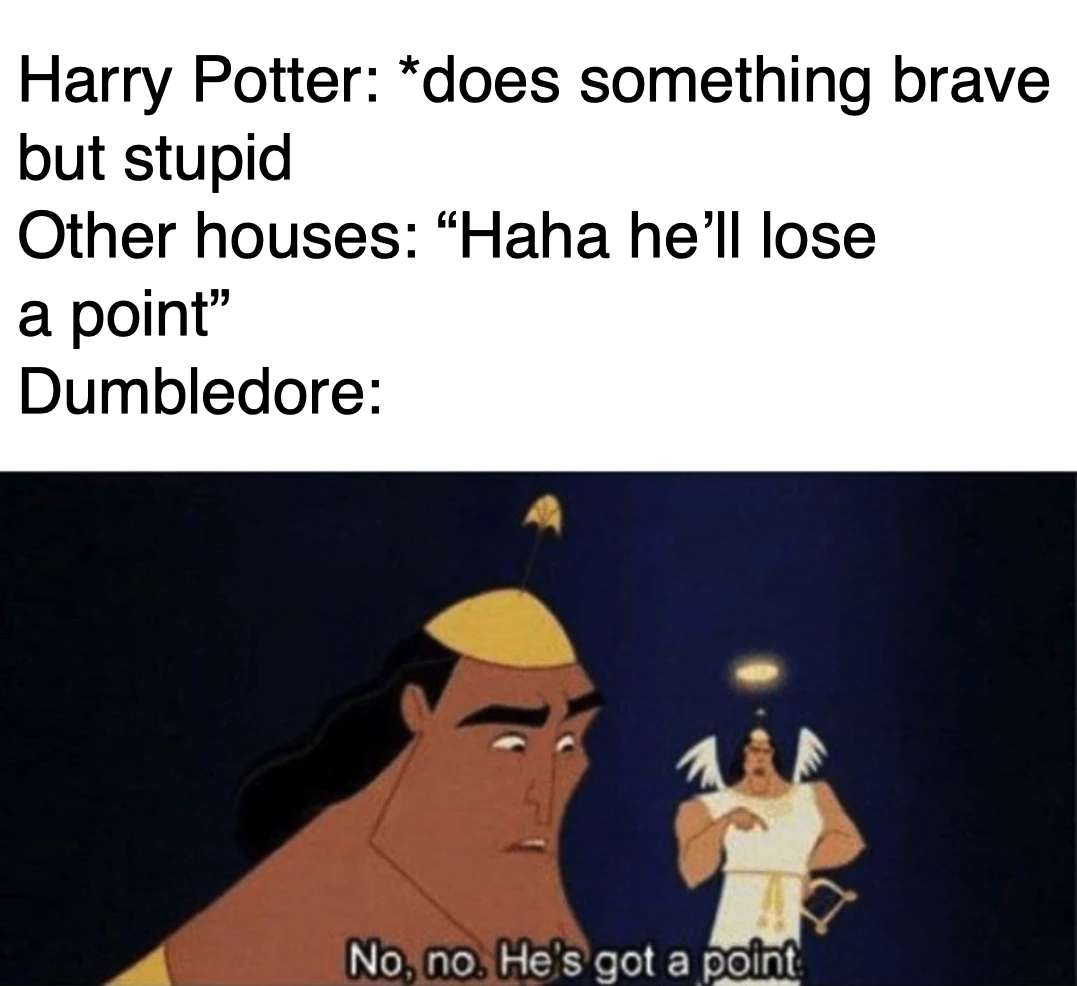 Harry Potter: *does something brave
but stupid
Other houses: “Haha he’ll lose
a point”
Dumbledore:
No, no. He's got a point.